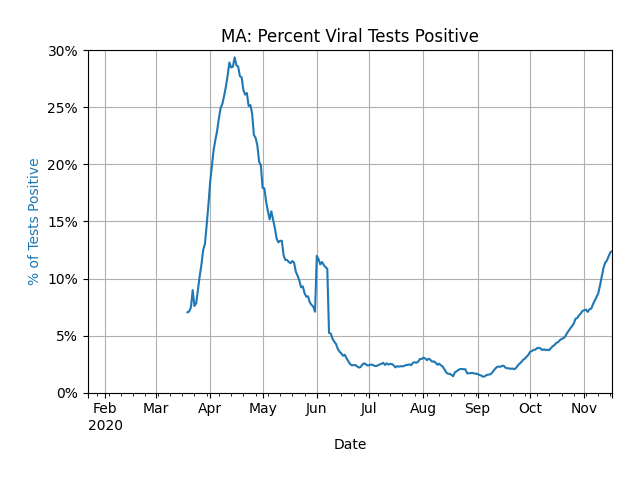 MA: Percent Viral Tests Positive
30%
25%
20%
15%
10%
5%
0%
% of Tests Positive
Feb Mar Apr May Jun Jul Aug Sep Oct Nov
2020
Date